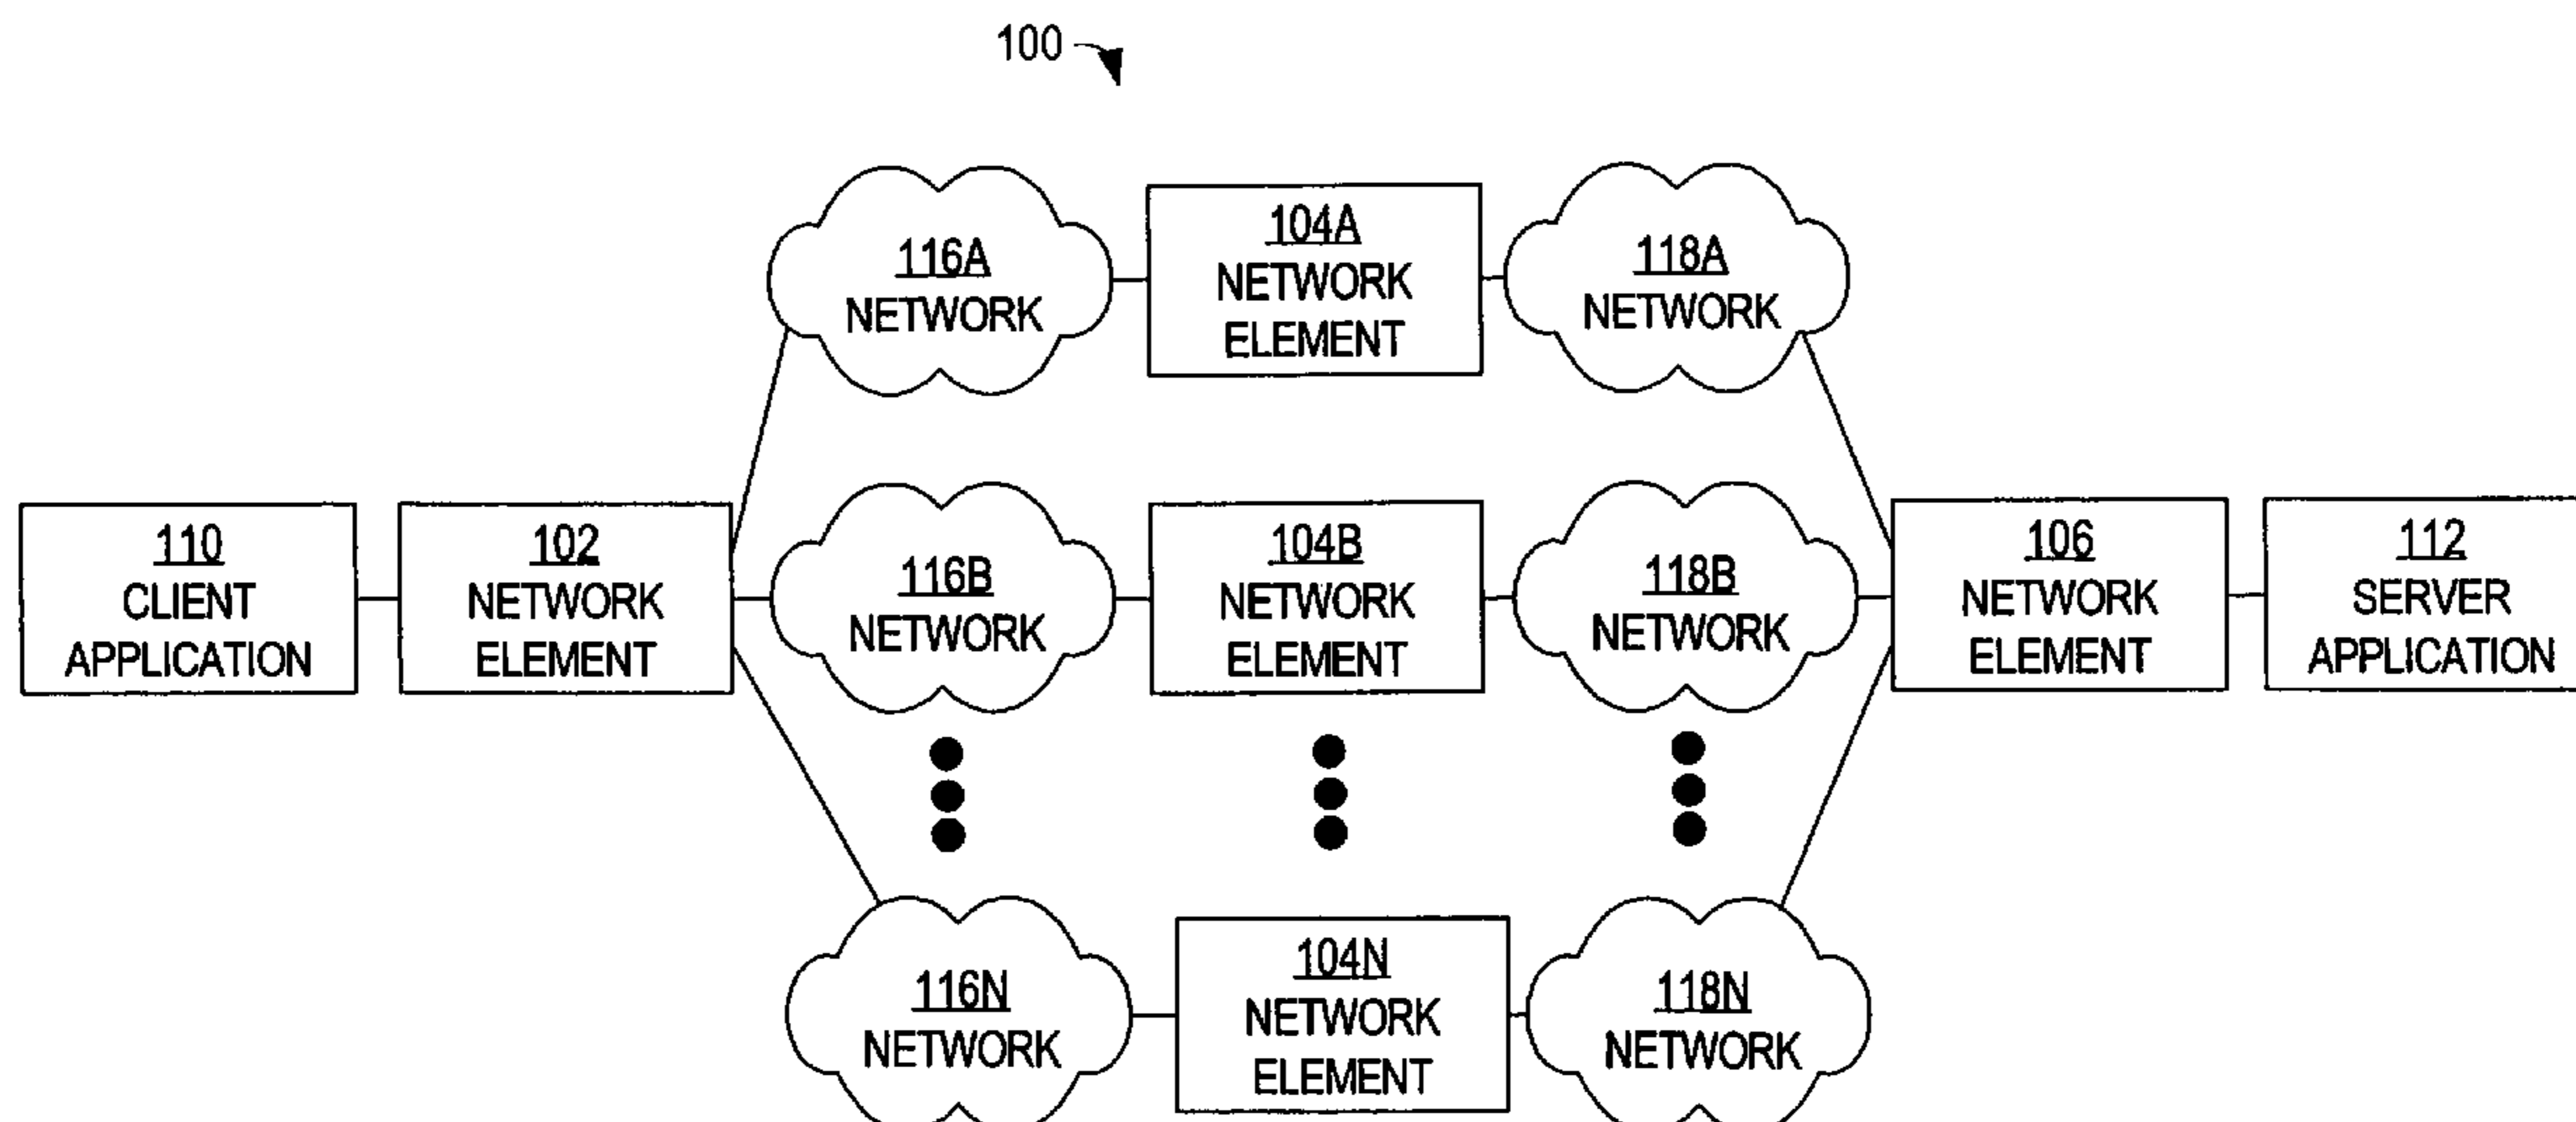 100
116A
NETWORK
104A
NETWORK
ELEMENT
118A
NETWORK
110
CLIENT
APPLICATION
102
NETWORK
ELEMENT
116B
NETWORK
104B
NETWORK
ELEMENT
118B
NETWORK
106
NETWORK
ELEMENT
112
SERVER
APPLICATION
116N
NETWORK
104N
NETWORK
ELEMENT
118N
NETWORK